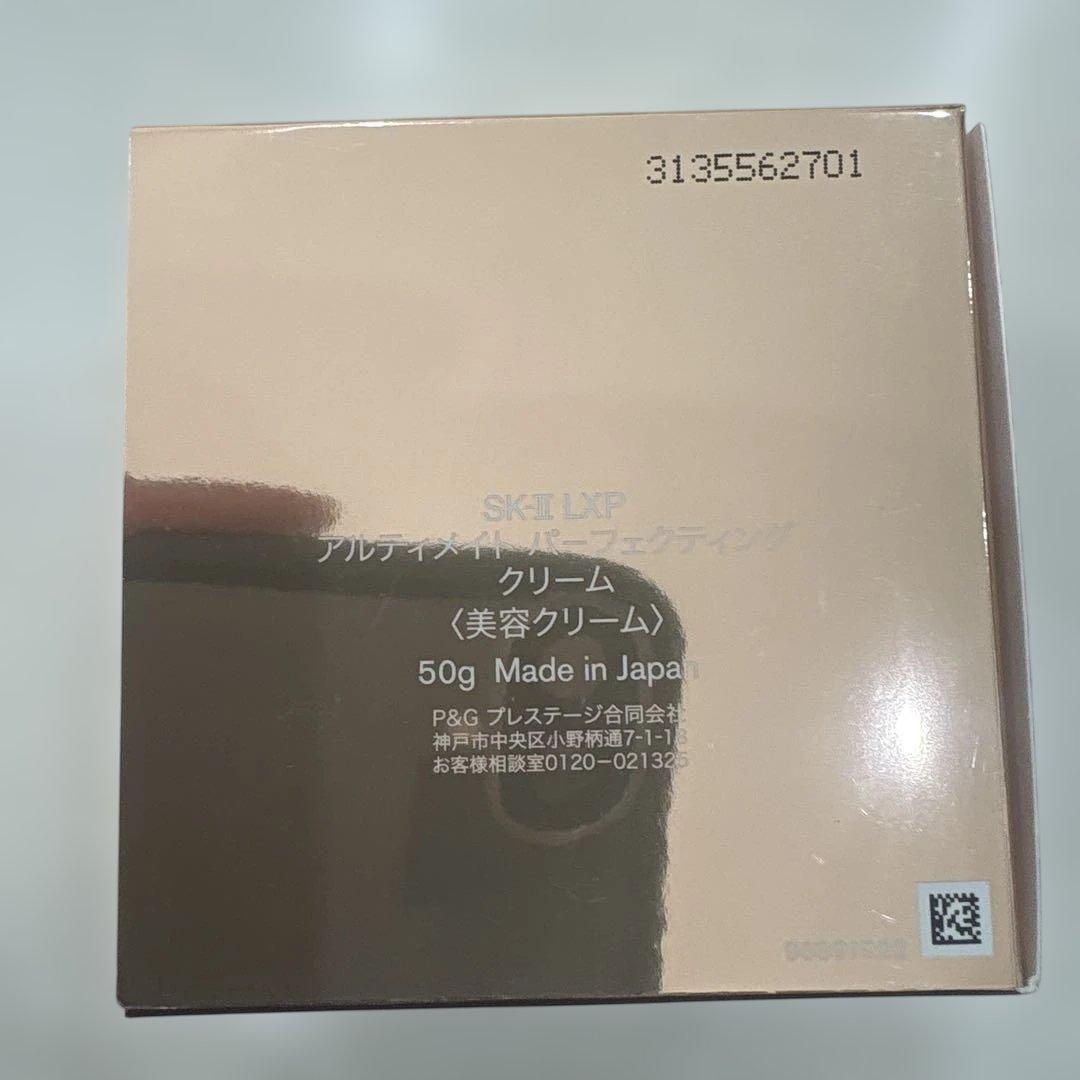 3135562701
SK-II LXP
アルティメイト パーフェクティング
クリーム
〈美容クリーム〉
50g Made in Japan
P&G プレステージ合同会社
神戸市中央区小野柄通7-1-18
お客様相談室0120-021325